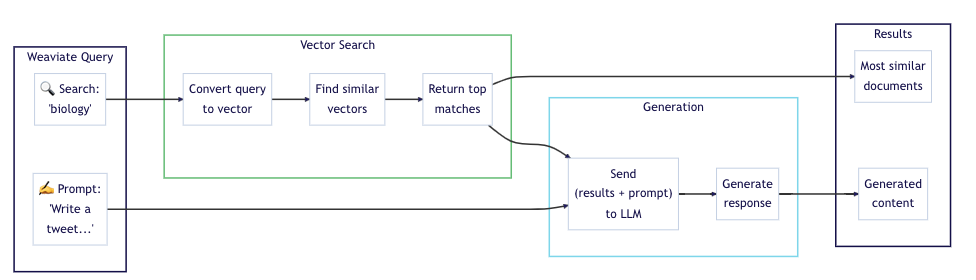 Weaviate Query
🔍 Search:
'biology'
✍️ Prompt:
'Write a
tweet...'
Vector Search
Convert query
to vector
Find similar
vectors
Return top
matches
Generation
Send
(results + prompt)
to LLM
Generate
response
Results
Most similar
documents
Generated
content